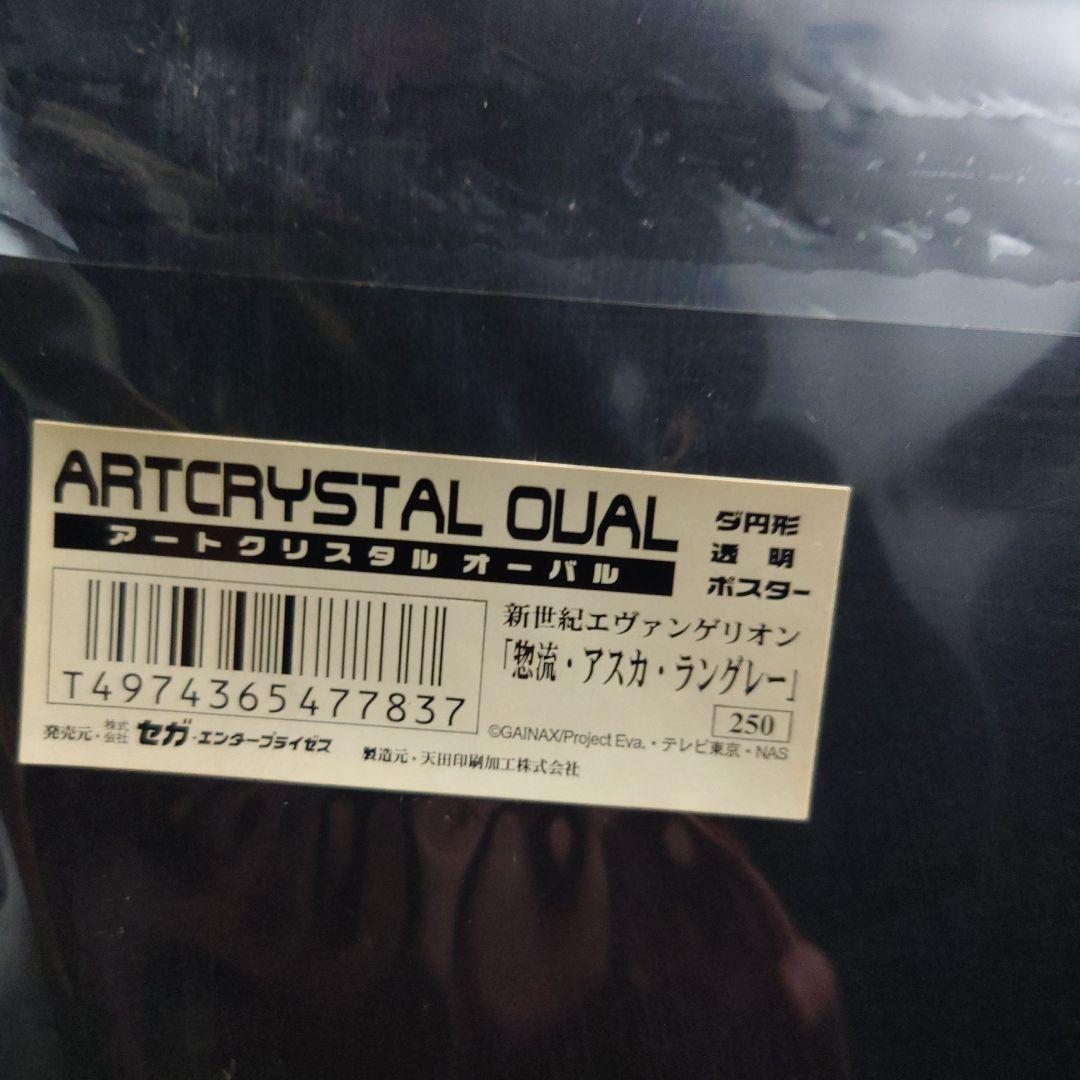 ARTCRYSTAL OVAL
アートクリスタル オーバル
ダ円形
透明
ポスター
新世紀エヴァンゲリオン
「惣流・アスカ・ラングレー」
250
T4974365477837
©GAINAX/Project Eva.・テレビ東京・NAS
発売元・株式会社 セガ・エンタープライゼス
製造元・天田印刷加工株式会社